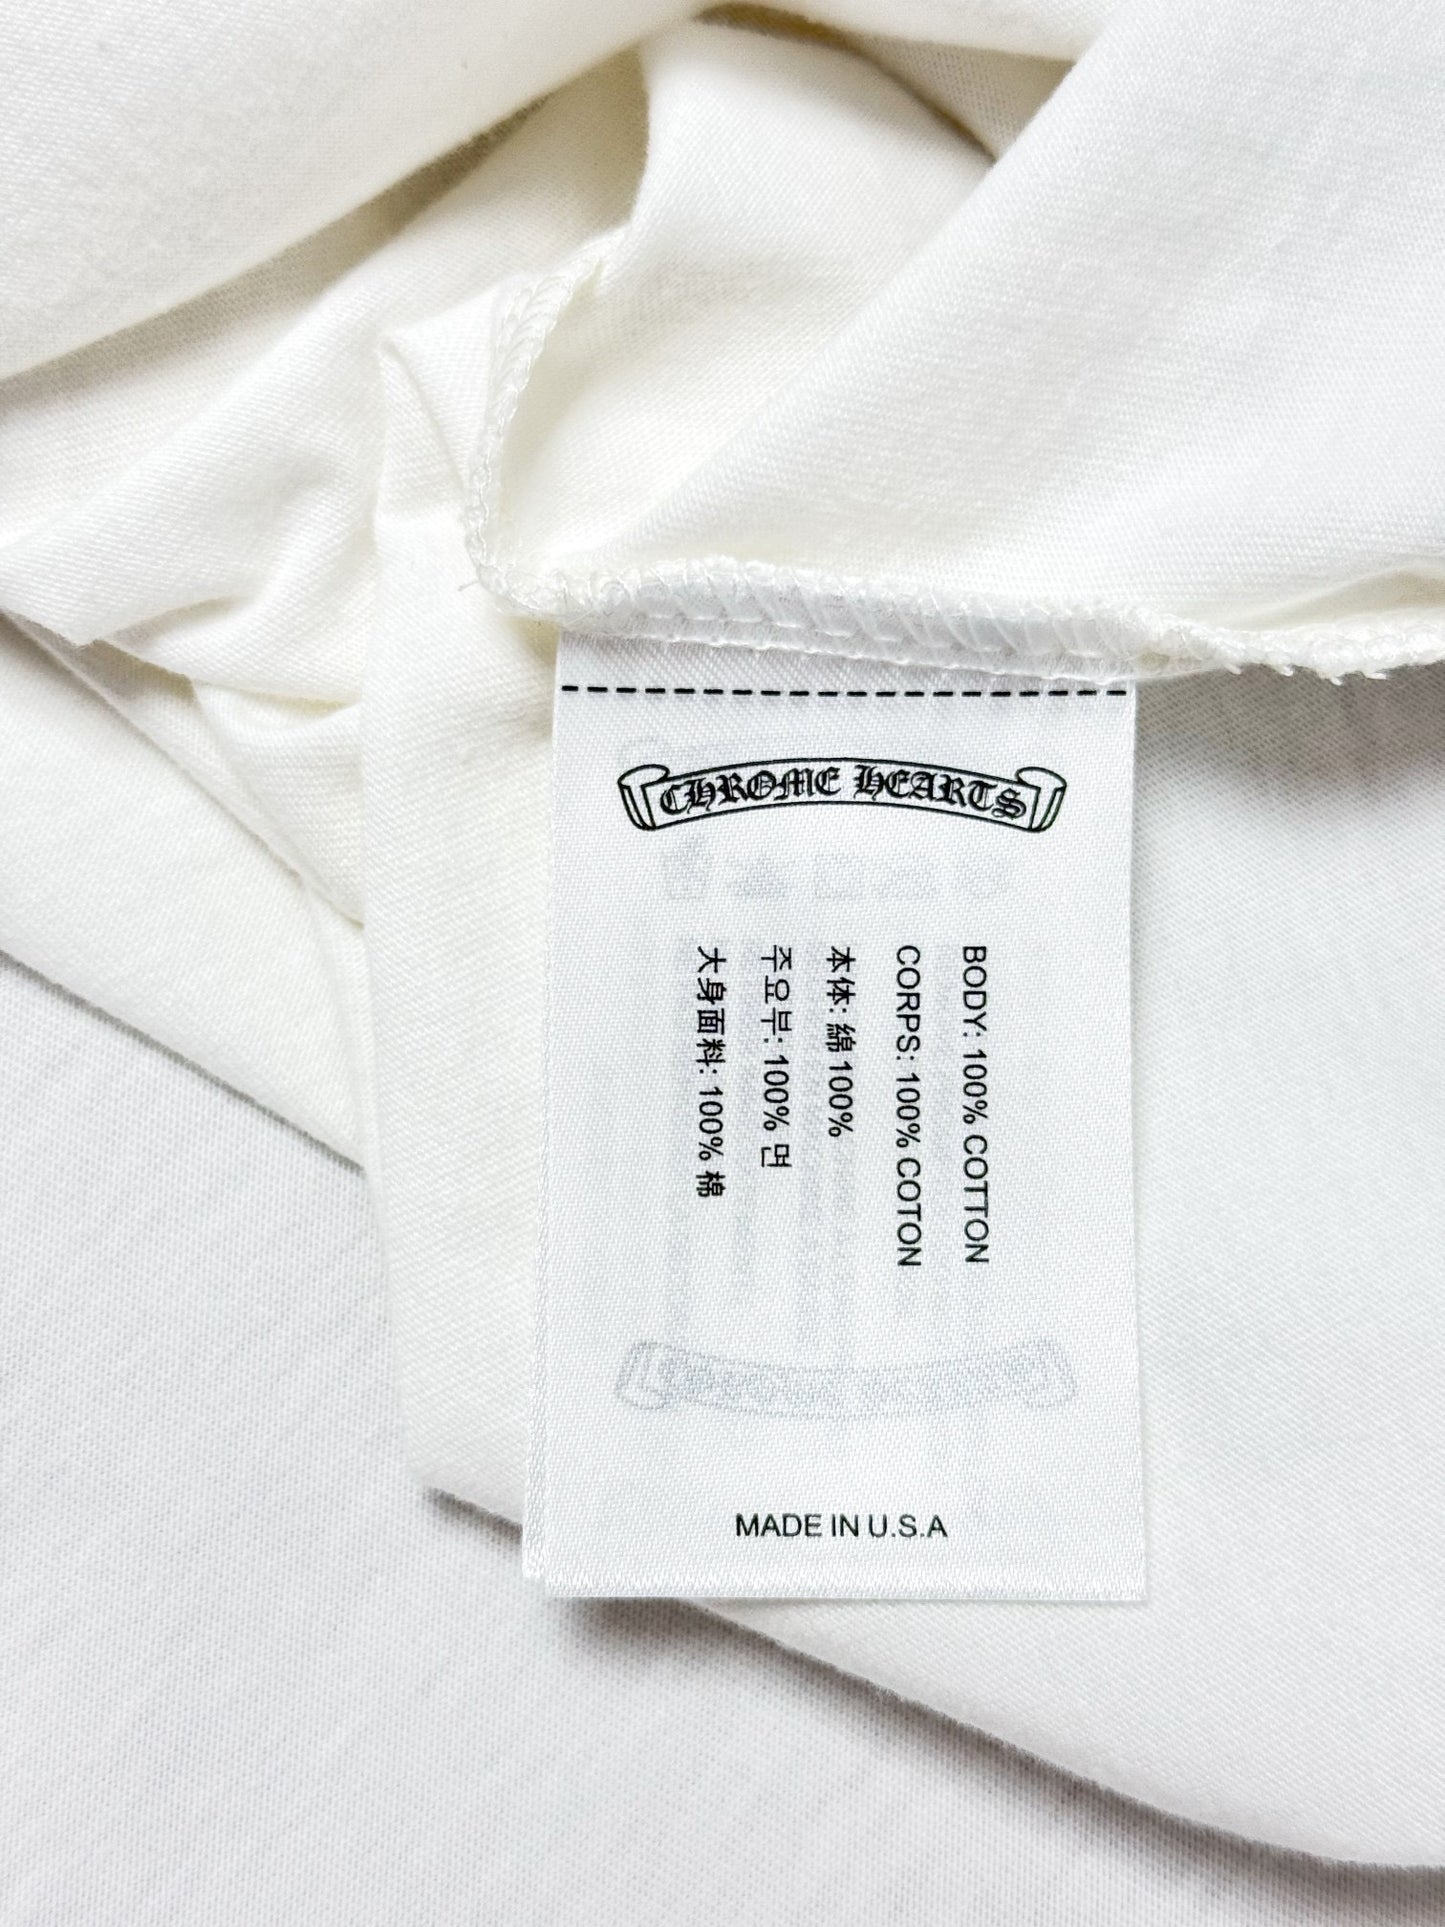 CHROME HEARTS
BODY: 100% COTTON
CORPS: 100% COTON
本体: 綿 100%
주요부: 100% 면
大身面料: 100% 棉
MADE IN U.S.A